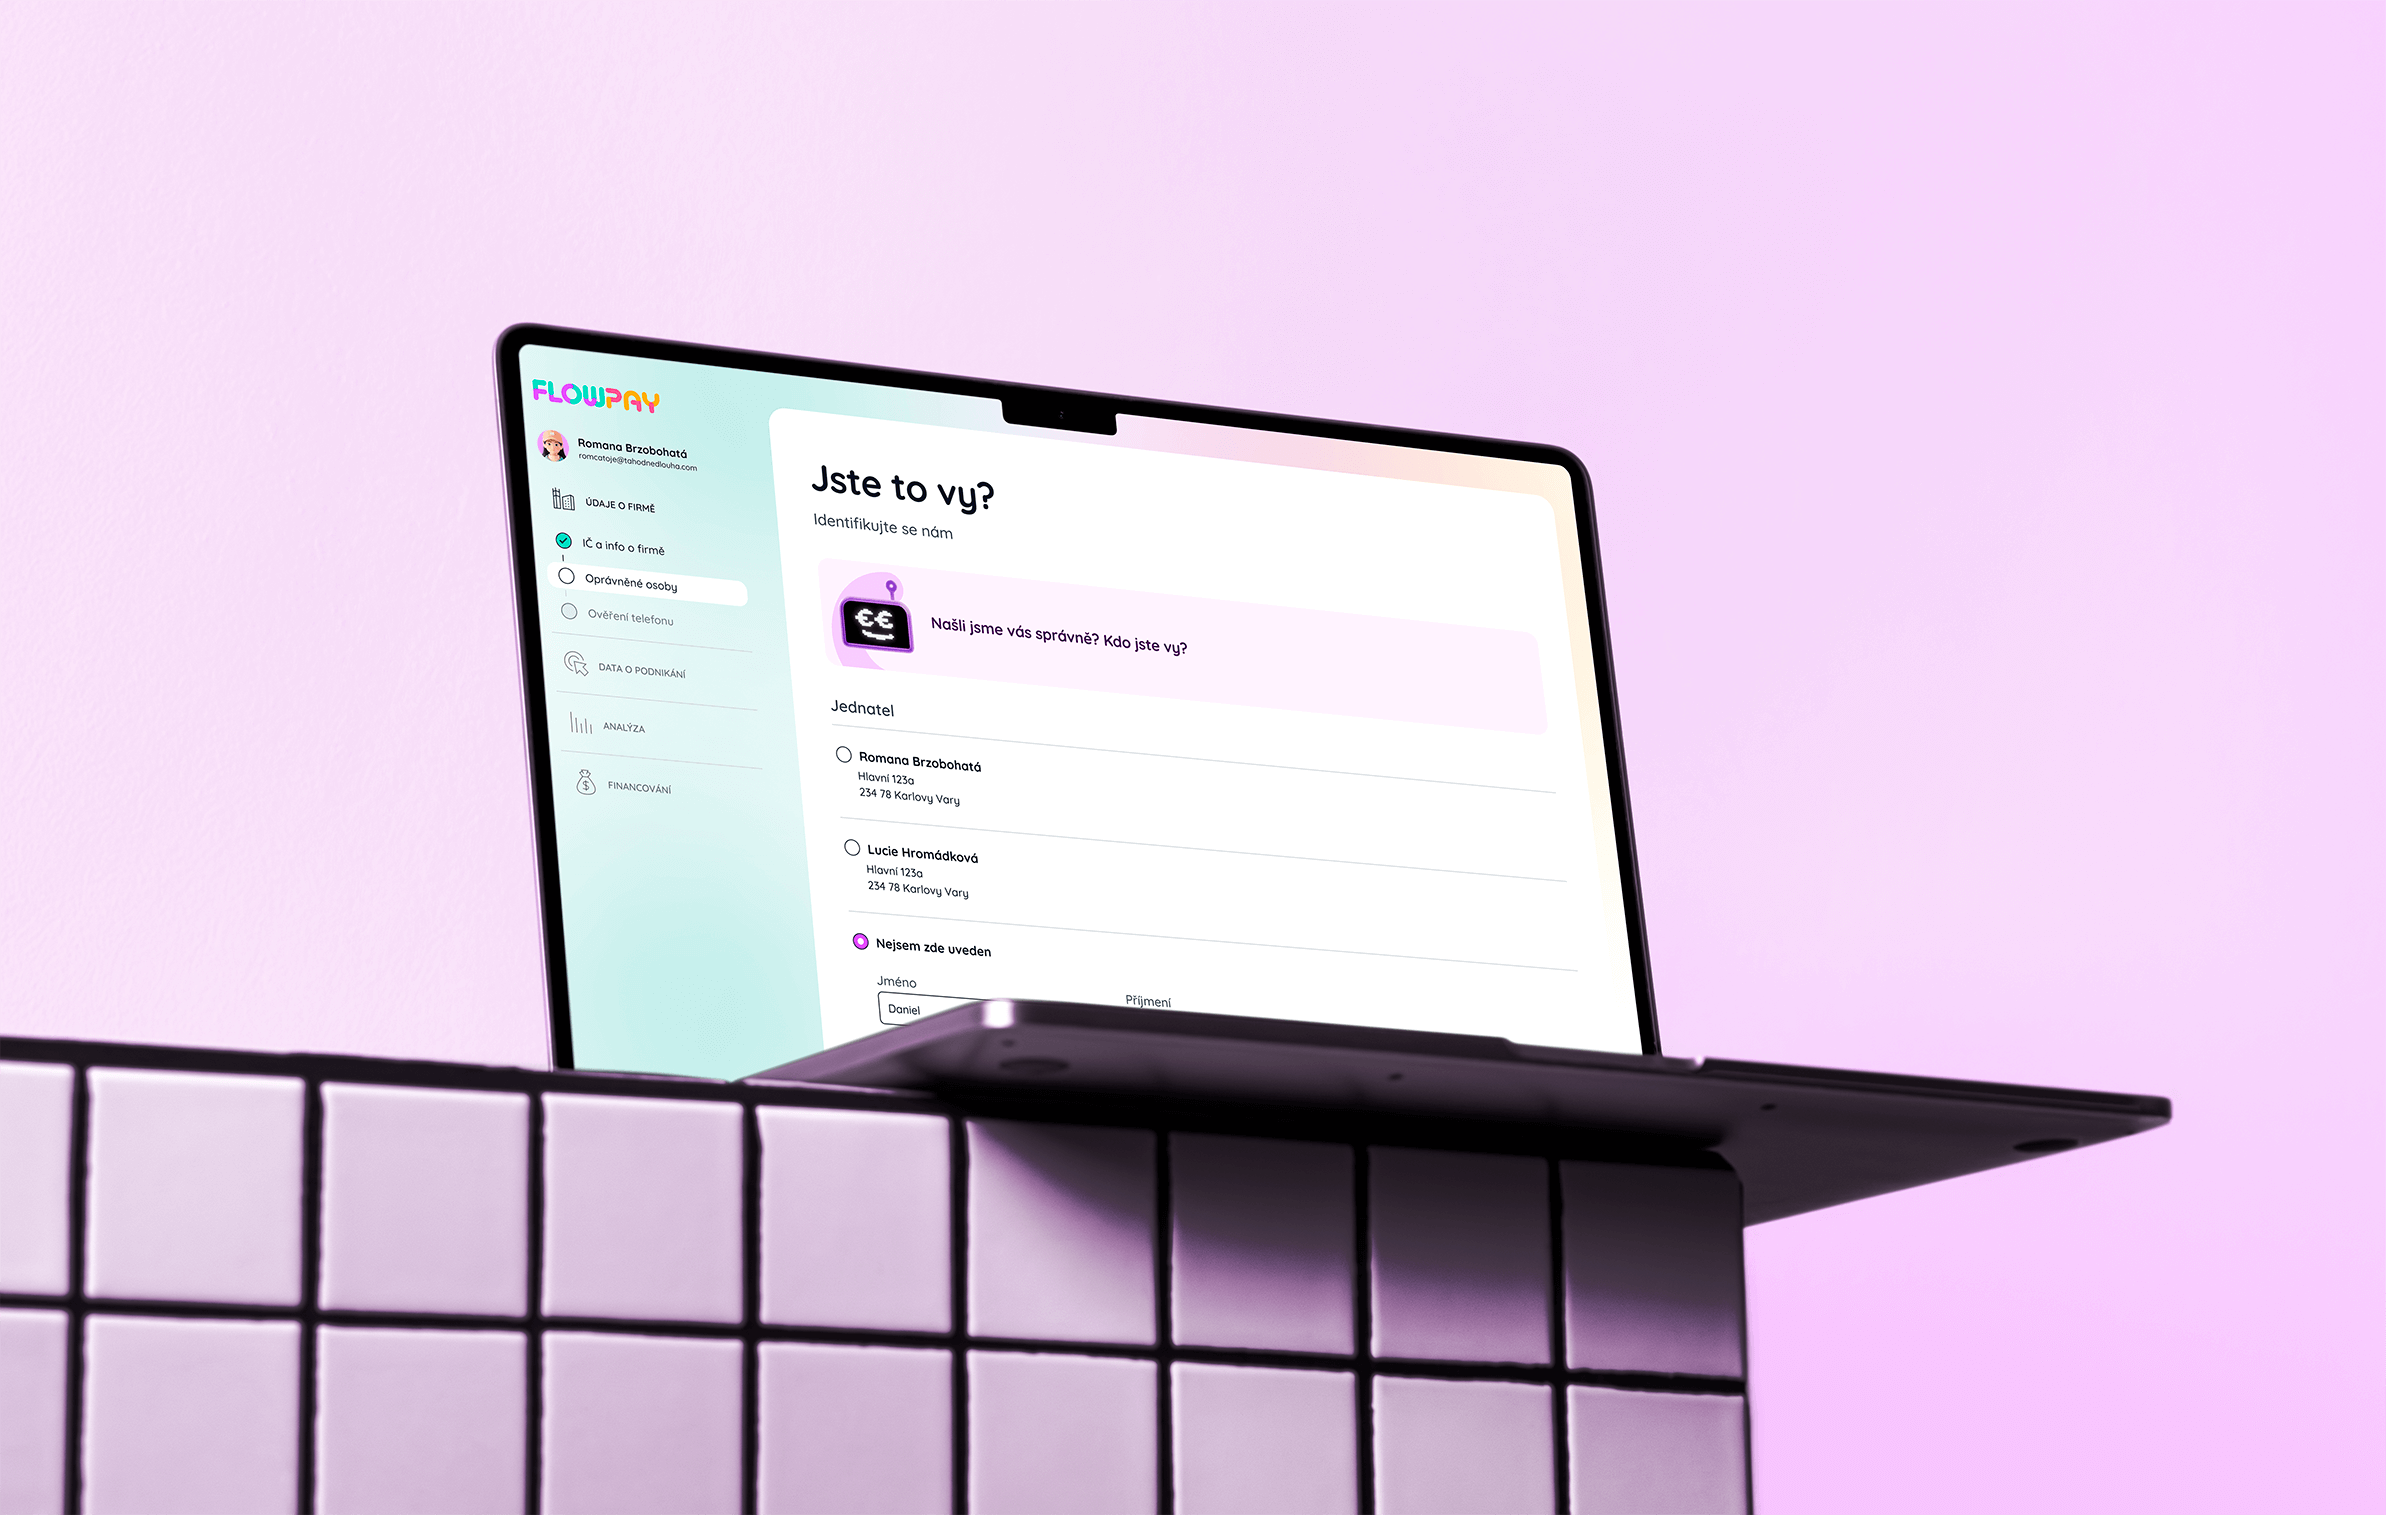 FLOWPAY
Romana Brzobohatá
romcatoje@tahodnedlouha.com
ÚDAJE O FIRMĚ
IČ a info o firmě
Oprávněné osoby
Ověření telefonu
DATA O PODNIKÁNÍ
ANALÝZA
$
FINANCOVÁNÍ
Jste to vy?
Identifikujte se nám
€€
Našli jsme vás správně? Kdo jste vy?
Jednatel
Romana Brzobohatá
Hlavní 123a
234 78 Karlovy Vary
Lucie Hromádková
Hlavní 123a
234 78 Karlovy Vary
Nejsem zde uveden
Jméno
Daniel
Příjmení